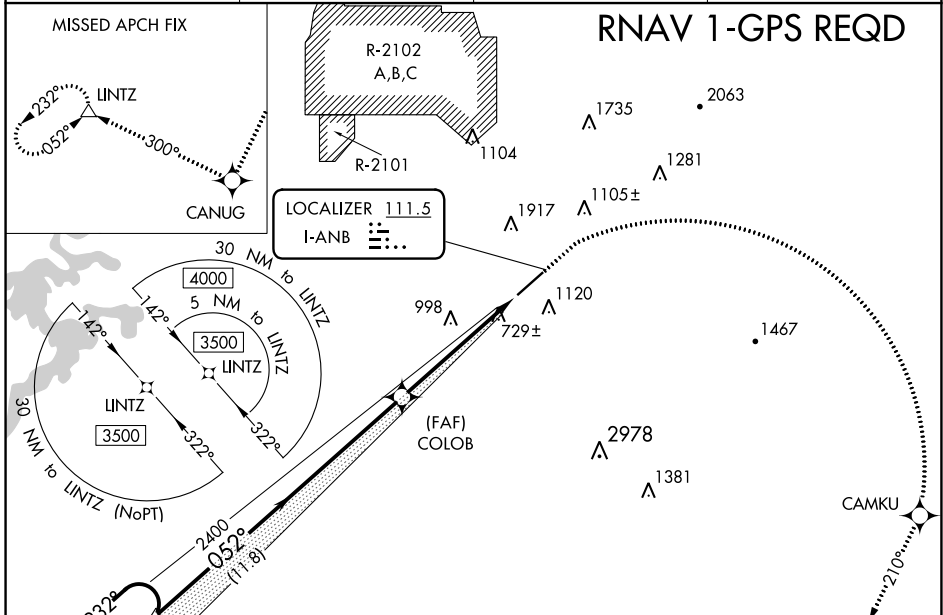 MISSED APCH FIX
LINTZ
232°
052°
300°
CANUG
R-2102
A,B,C
R-2101
1104
RNAV 1-GPS REQD
1735
2063
1281
1105±
1917
LOCALIZER 111.5
I-ANB
30 NM to LINTZ
4000
5 NM to LINTZ
3500
LINTZ
142°
322°
142°
LINTZ
3500
322°
30 NM to LINTZ (NoPT)
998
729±
1120
1467
(FAF)
COLOB
2978
1381
CAMKU
210°
2400
052°
(11.8)
232°